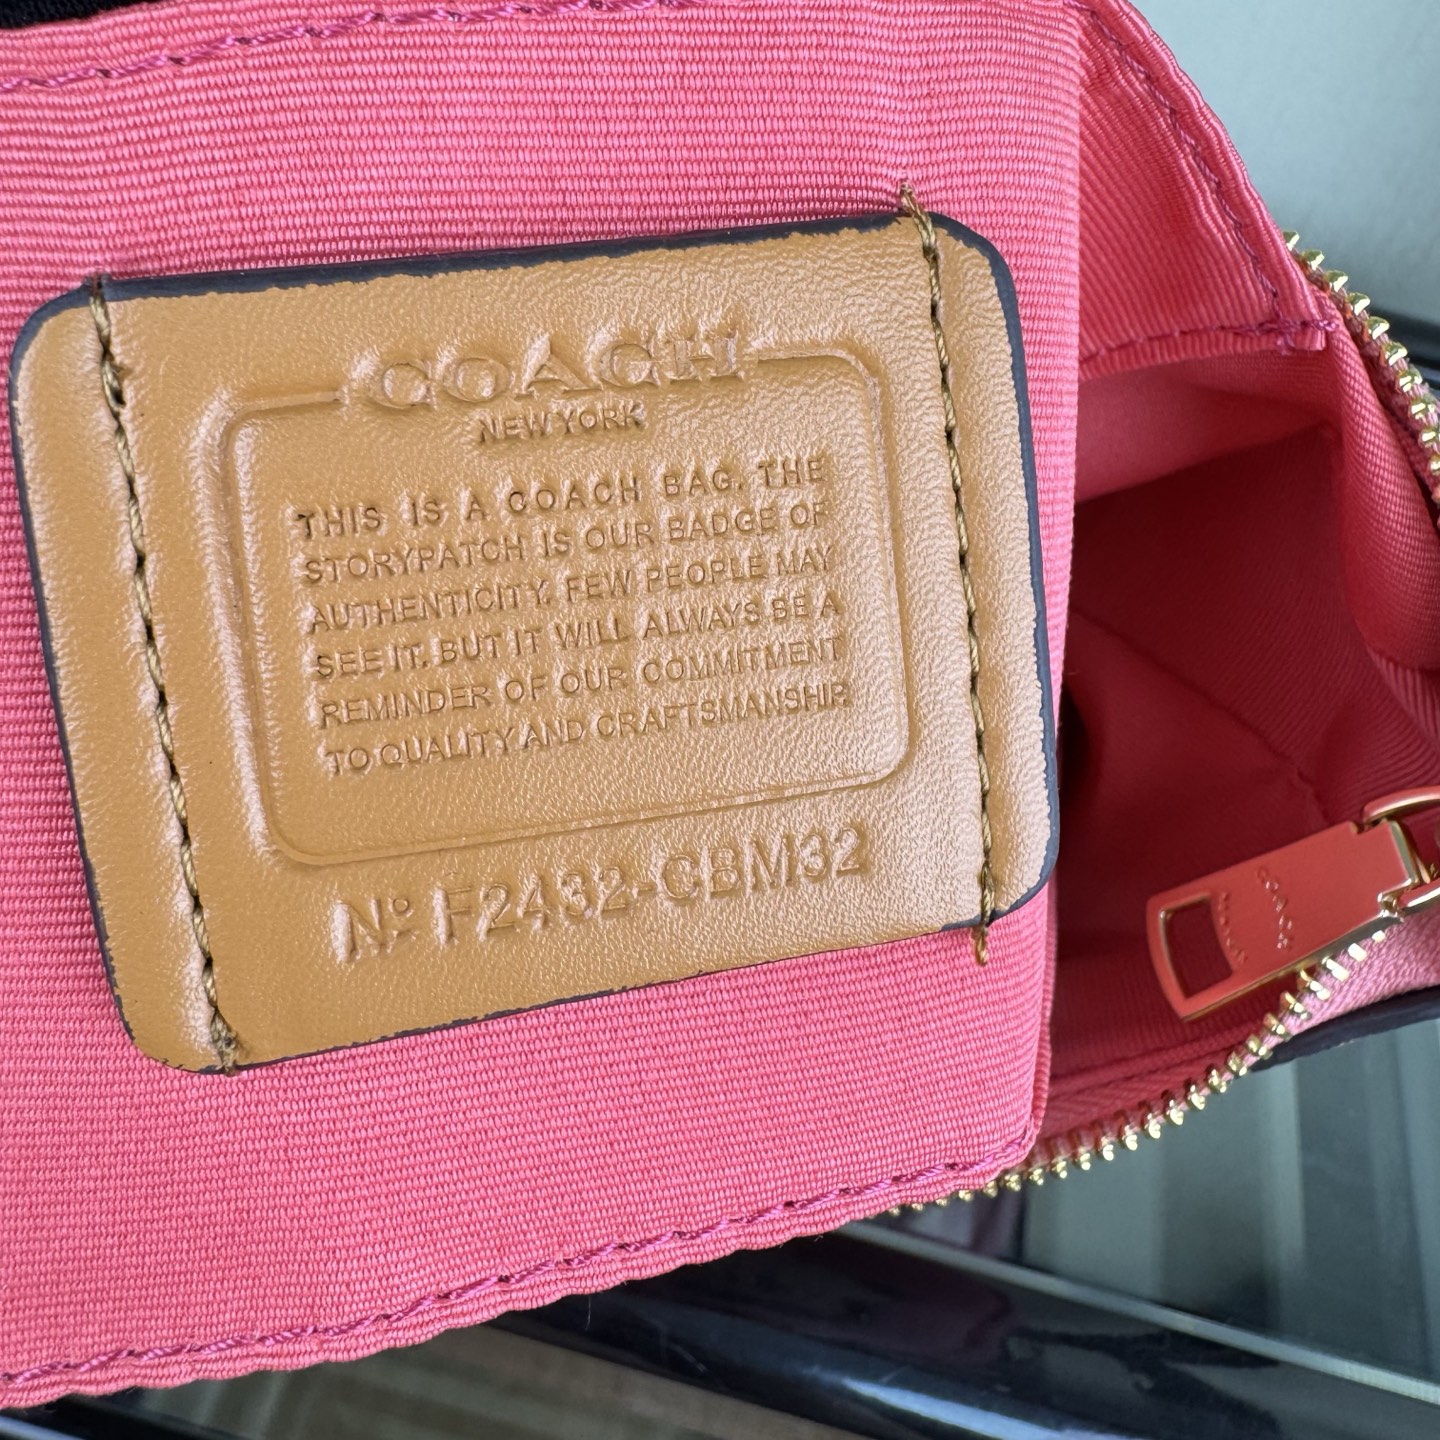 COACH
NEW YORK
THIS IS A COACH BAG. THE
STORYPATCH IS OUR BADGE OF
AUTHENTICITY. FEW PEOPLE MAY
SEE IT. BUT IT WILL ALWAYS BE A
REMINDER OF OUR COMMITMENT
TO QUALITY AND CRAFTSMANSHIP.
Nº F2432-CBM32
COACH